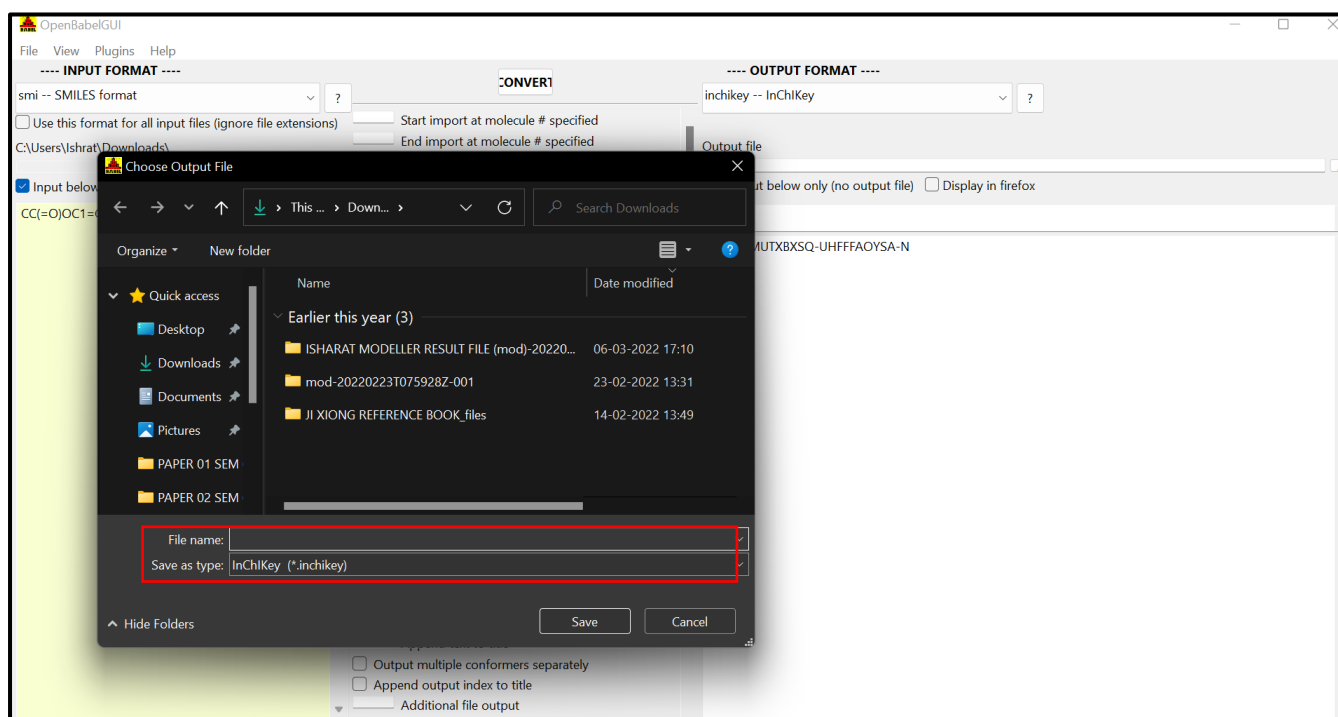 OpenBabelGUI
File View Plugins Help
---- INPUT FORMAT ----
smi -- SMILES format
?
Use this format for all input files (ignore file extensions)
C:\Users\Ishrat\Downloads\
Input below
CC(=O)OC1=
CONVERT
Start import at molecule # specified
End import at molecule # specified
---- OUTPUT FORMAT ----
inchikey -- InChIKey
?
Output file
ut below only (no output file) Display in firefox
MUTXBXSQ-UHFFFAOYSA-N
Choose Output File
This ... › Down... ›
Search Downloads
Organize New folder
?
Name Date modified
Quick access
Desktop
Downloads
Documents
Pictures
PAPER 01 SEM
PAPER 02 SEM
Earlier this year (3)
ISHARAT MODELLER RESULT FILE (mod)-20220... 06-03-2022 17:10
mod-20220223T075928Z-001 23-02-2022 13:31
JI XIONG REFERENCE BOOK_files 14-02-2022 13:49
File name:
Save as type: InChIKey (*.inchikey)
Hide Folders
Save Cancel
Output multiple conformers separately
Append output index to title
Additional file output